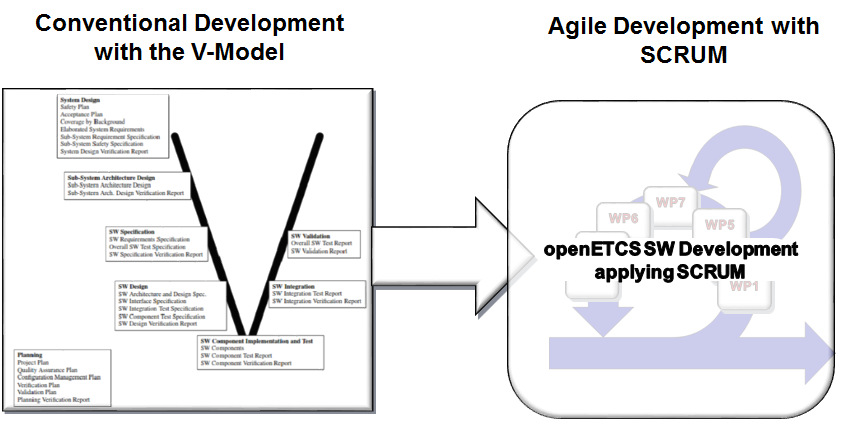 Conventional Development
with the V-Model
Agile Development with
SCRUM
System Design
Safety Plan
Acceptance Plan
Coverage by Background
Elaborated System Requirements
Sub-System Requirement Specification
Sub-System Safety Specification
System Design Verification Report
Sub-System Architecture Design
Sub-System Architecture Design
Sub-System Arch. Design Verification Report
SW Specification
SW Requirements Specification
Overall SW Test Specification
SW Specification Verification Report
SW Validation
Overall SW Test Report
SW Validation Report
SW Design
SW Architecture and Design Spec.
SW Interface Specification
SW Integration Test Specification
SW Component Test Specification
SW Design Verification Report
SW Integration
SW Integration Test Report
SW Integration Verification Report
SW Component Implementation and Test
SW Components
SW Component Test Report
SW Component Verification Report
Planning
Project Plan
Quality Assurance Plan
Configuration Management Plan
Verification Plan
Validation Plan
Planning Verification Report
WP7
WP6
WP5
openETCS SW Development
applying SCRUM
WP1